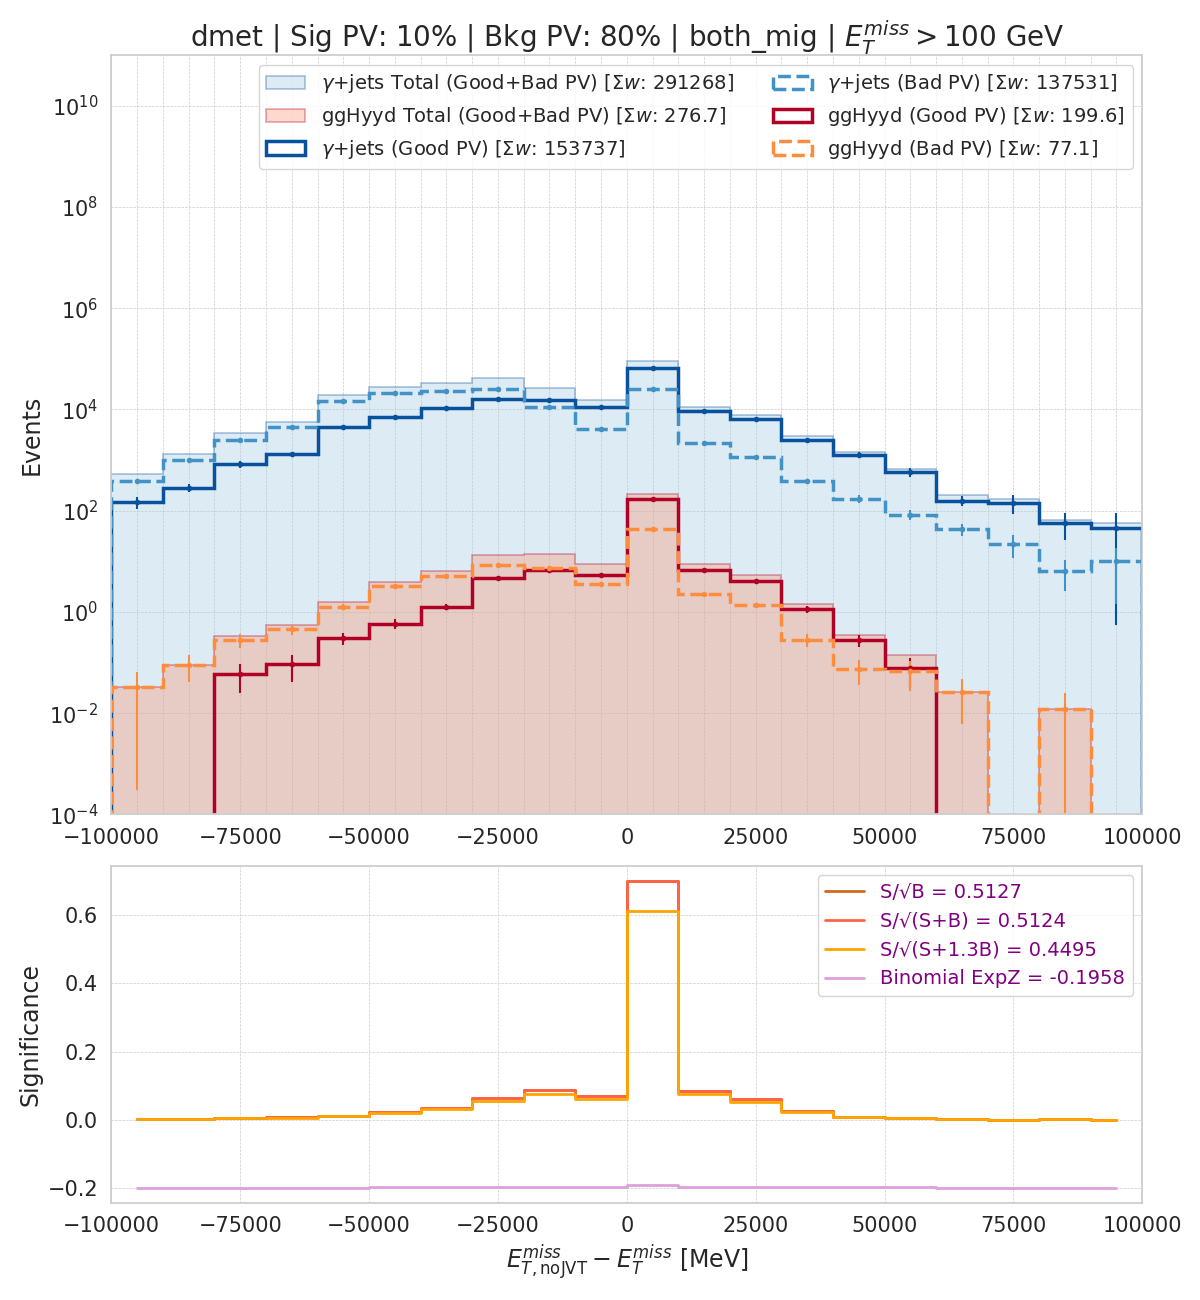 dmet | Sig PV: 10% | Bkg PV: 80% | both_mig | $E_T^{miss} > 100$ GeV
γ+jets Total (Good+Bad PV) [Σw: 291268]
ggHyyd Total (Good+Bad PV) [Σw: 276.7]
γ+jets (Good PV) [Σw: 153737]
γ+jets (Bad PV) [Σw: 137531]
ggHyyd (Good PV) [Σw: 199.6]
ggHyyd (Bad PV) [Σw: 77.1]
Events
10^{10}
10^{8}
10^{6}
10^{4}
10^{2}
10^{0}
10^{−2}
10^{−4}
−100000 −75000 −50000 −25000 0 25000 50000 75000 100000
S/√B = 0.5127
S/√(S+B) = 0.5124
S/√(S+1.3B) = 0.4495
Binomial ExpZ = -0.1958
Significance
0.6
0.4
0.2
0.0
−0.2
−100000 −75000 −50000 −25000 0 25000 50000 75000 100000
$E_{T,noJVT}^{miss} − E_T^{miss}$ [MeV]